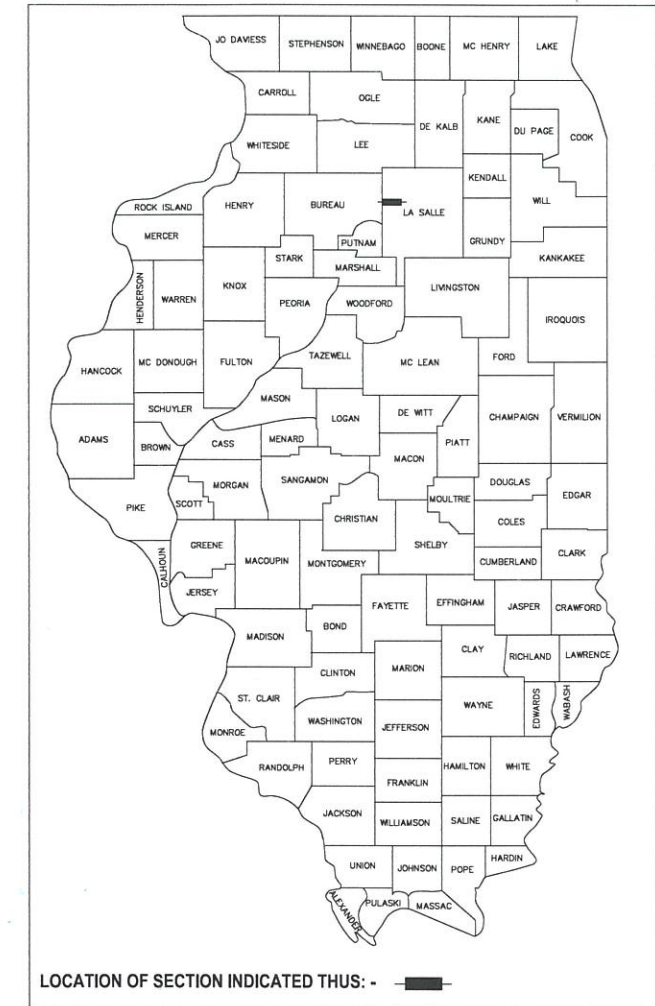 JO DAVIESS STEPHENSON WINNEBAGO BOONE MC HENRY LAKE
CARROLL OGLE DE KALB KANE DU PAGE COOK
WHITESIDE LEE
KENDALL
WILL
ROCK ISLAND HENRY BUREAU LA SALLE
MERCER PUTNAM GRUNDY
STARK MARSHALL KANKAKEE
HENDERSON WARREN KNOX PEORIA WOODFORD LIVINGSTON
IROQUOIS
HANCOCK MC DONOUGH FULTON TAZEWELL MC LEAN FORD
MASON
SCHUYLER LOGAN DE WITT CHAMPAIGN VERMILION
ADAMS BROWN CASS MENARD PIATT
MACON
MORGAN SANGAMON DOUGLAS
PIKE SCOTT MOULTRIE EDGAR
CHRISTIAN COLES
GREENE SHELBY
CALHOUN MACOUPIN MONTGOMERY CUMBERLAND CLARK
JERSEY
FAYETTE EFFINGHAM JASPER CRAWFORD
MADISON BOND
CLAY RICHLAND LAWRENCE
CLINTON MARION
ST. CLAIR
WAYNE EDWARDS WABASH
WASHINGTON JEFFERSON
MONROE
RANDOLPH PERRY HAMILTON WHITE
FRANKLIN
JACKSON WILLIAMSON SALINE GALLATIN
UNION JOHNSON POPE HARDIN
ALEXANDER PULASKI MASSAC
LOCATION OF SECTION INDICATED THUS: -